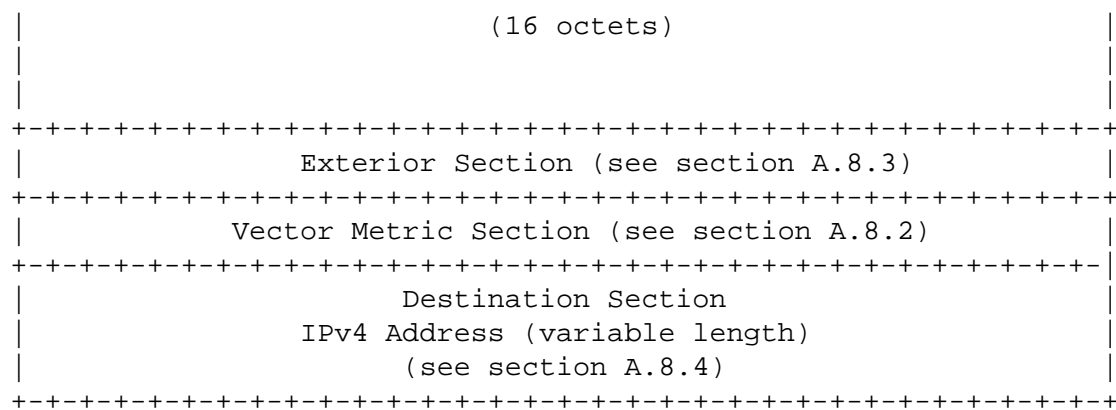 |                           (16 octets)                         |
|                                                               |
|                                                               |
+-+-+-+-+-+-+-+-+-+-+-+-+-+-+-+-+-+-+-+-+-+-+-+-+-+-+-+-+-+-+-+-+
|                Exterior Section (see section A.8.3)           |
+-+-+-+-+-+-+-+-+-+-+-+-+-+-+-+-+-+-+-+-+-+-+-+-+-+-+-+-+-+-+-+-+
|            Vector Metric Section (see section A.8.2)          |
+-+-+-+-+-+-+-+-+-+-+-+-+-+-+-+-+-+-+-+-+-+-+-+-+-+-+-+-+-+-+-+-|
|                      Destination Section                      |
|                IPv4 Address (variable length)                 |
|                      (see section A.8.4)                      |
+-+-+-+-+-+-+-+-+-+-+-+-+-+-+-+-+-+-+-+-+-+-+-+-+-+-+-+-+-+-+-+-+